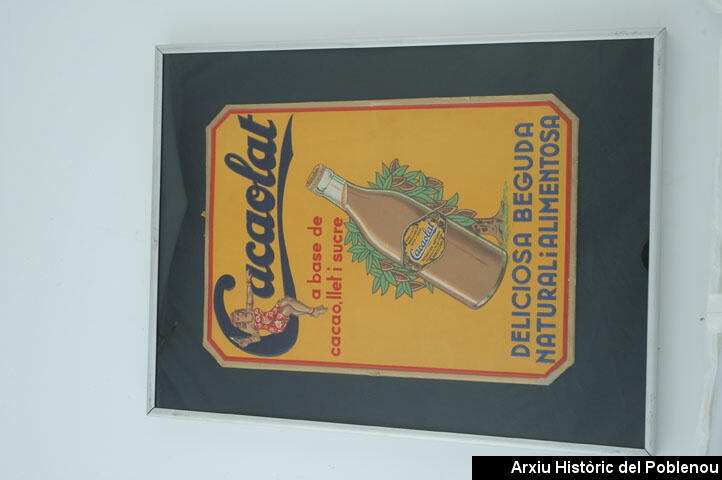 Cacaolat
a base de
cacao, llet i sucre
Cacaolat
DELICIOSA BEGUDA
NATURAL i ALIMENTOSA
Arxiu Històric del Poblenou